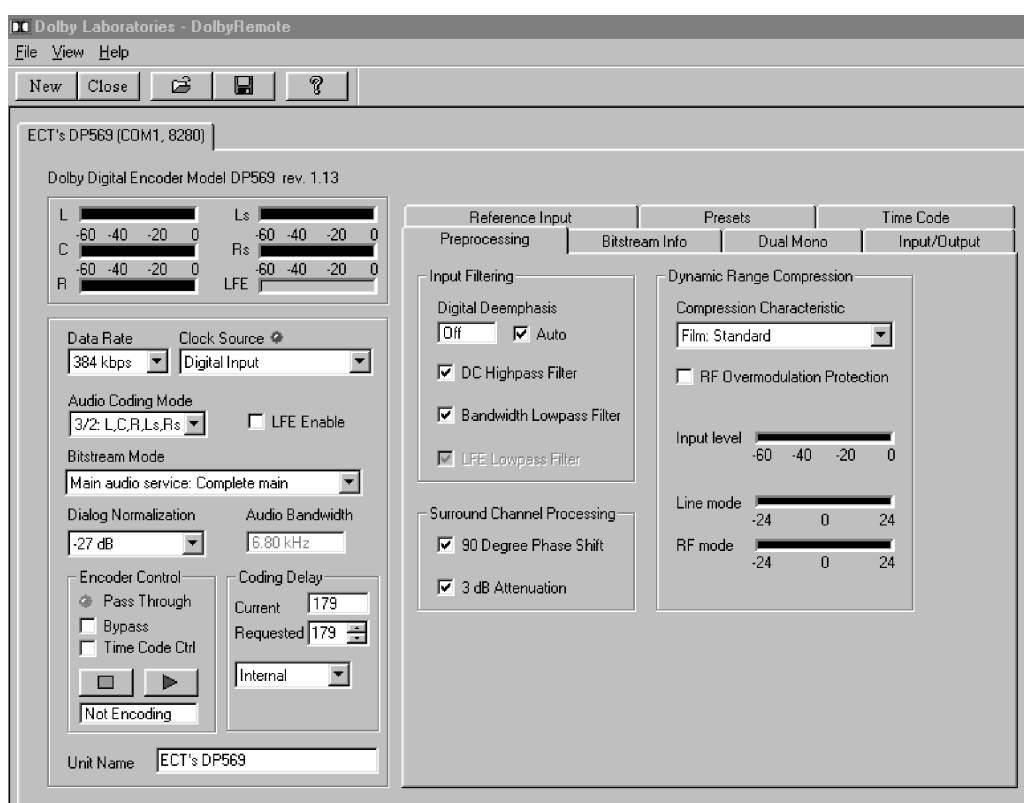 Dolby Laboratories - DolbyRemote
File View Help
New Close ?
ECT's DP569 (COM1, 8280)
Dolby Digital Encoder Model DP569 rev. 1.13
L Ls
-60 -40 -20 0 -60 -40 -20 0
C Rs
-60 -40 -20 0 -60 -40 -20 0
R LFE
Data Rate Clock Source
384 kbps Digital Input
Audio Coding Mode
3/2: L,C,R,Ls,Rs LFE Enable
Bitstream Mode
Main audio service: Complete main
Dialog Normalization Audio Bandwidth
-27 dB 6.80 kHz
Encoder Control
Pass Through
Bypass
Time Code Ctrl
Not Encoding
Coding Delay
Current 179
Requested 179
Internal
Unit Name ECT's DP569
Reference Input Presets Time Code
Preprocessing Bitstream Info Dual Mono Input/Output
Input Filtering
Digital Deemphasis
Off Auto
DC Highpass Filter
Bandwidth Lowpass Filter
LFE Lowpass Filter
Surround Channel Processing
90 Degree Phase Shift
3 dB Attenuation
Dynamic Range Compression
Compression Characteristic
Film: Standard
RF Overmodulation Protection
Input level
-60 -40 -20 0
Line mode
-24 0 24
RF mode
-24 0 24